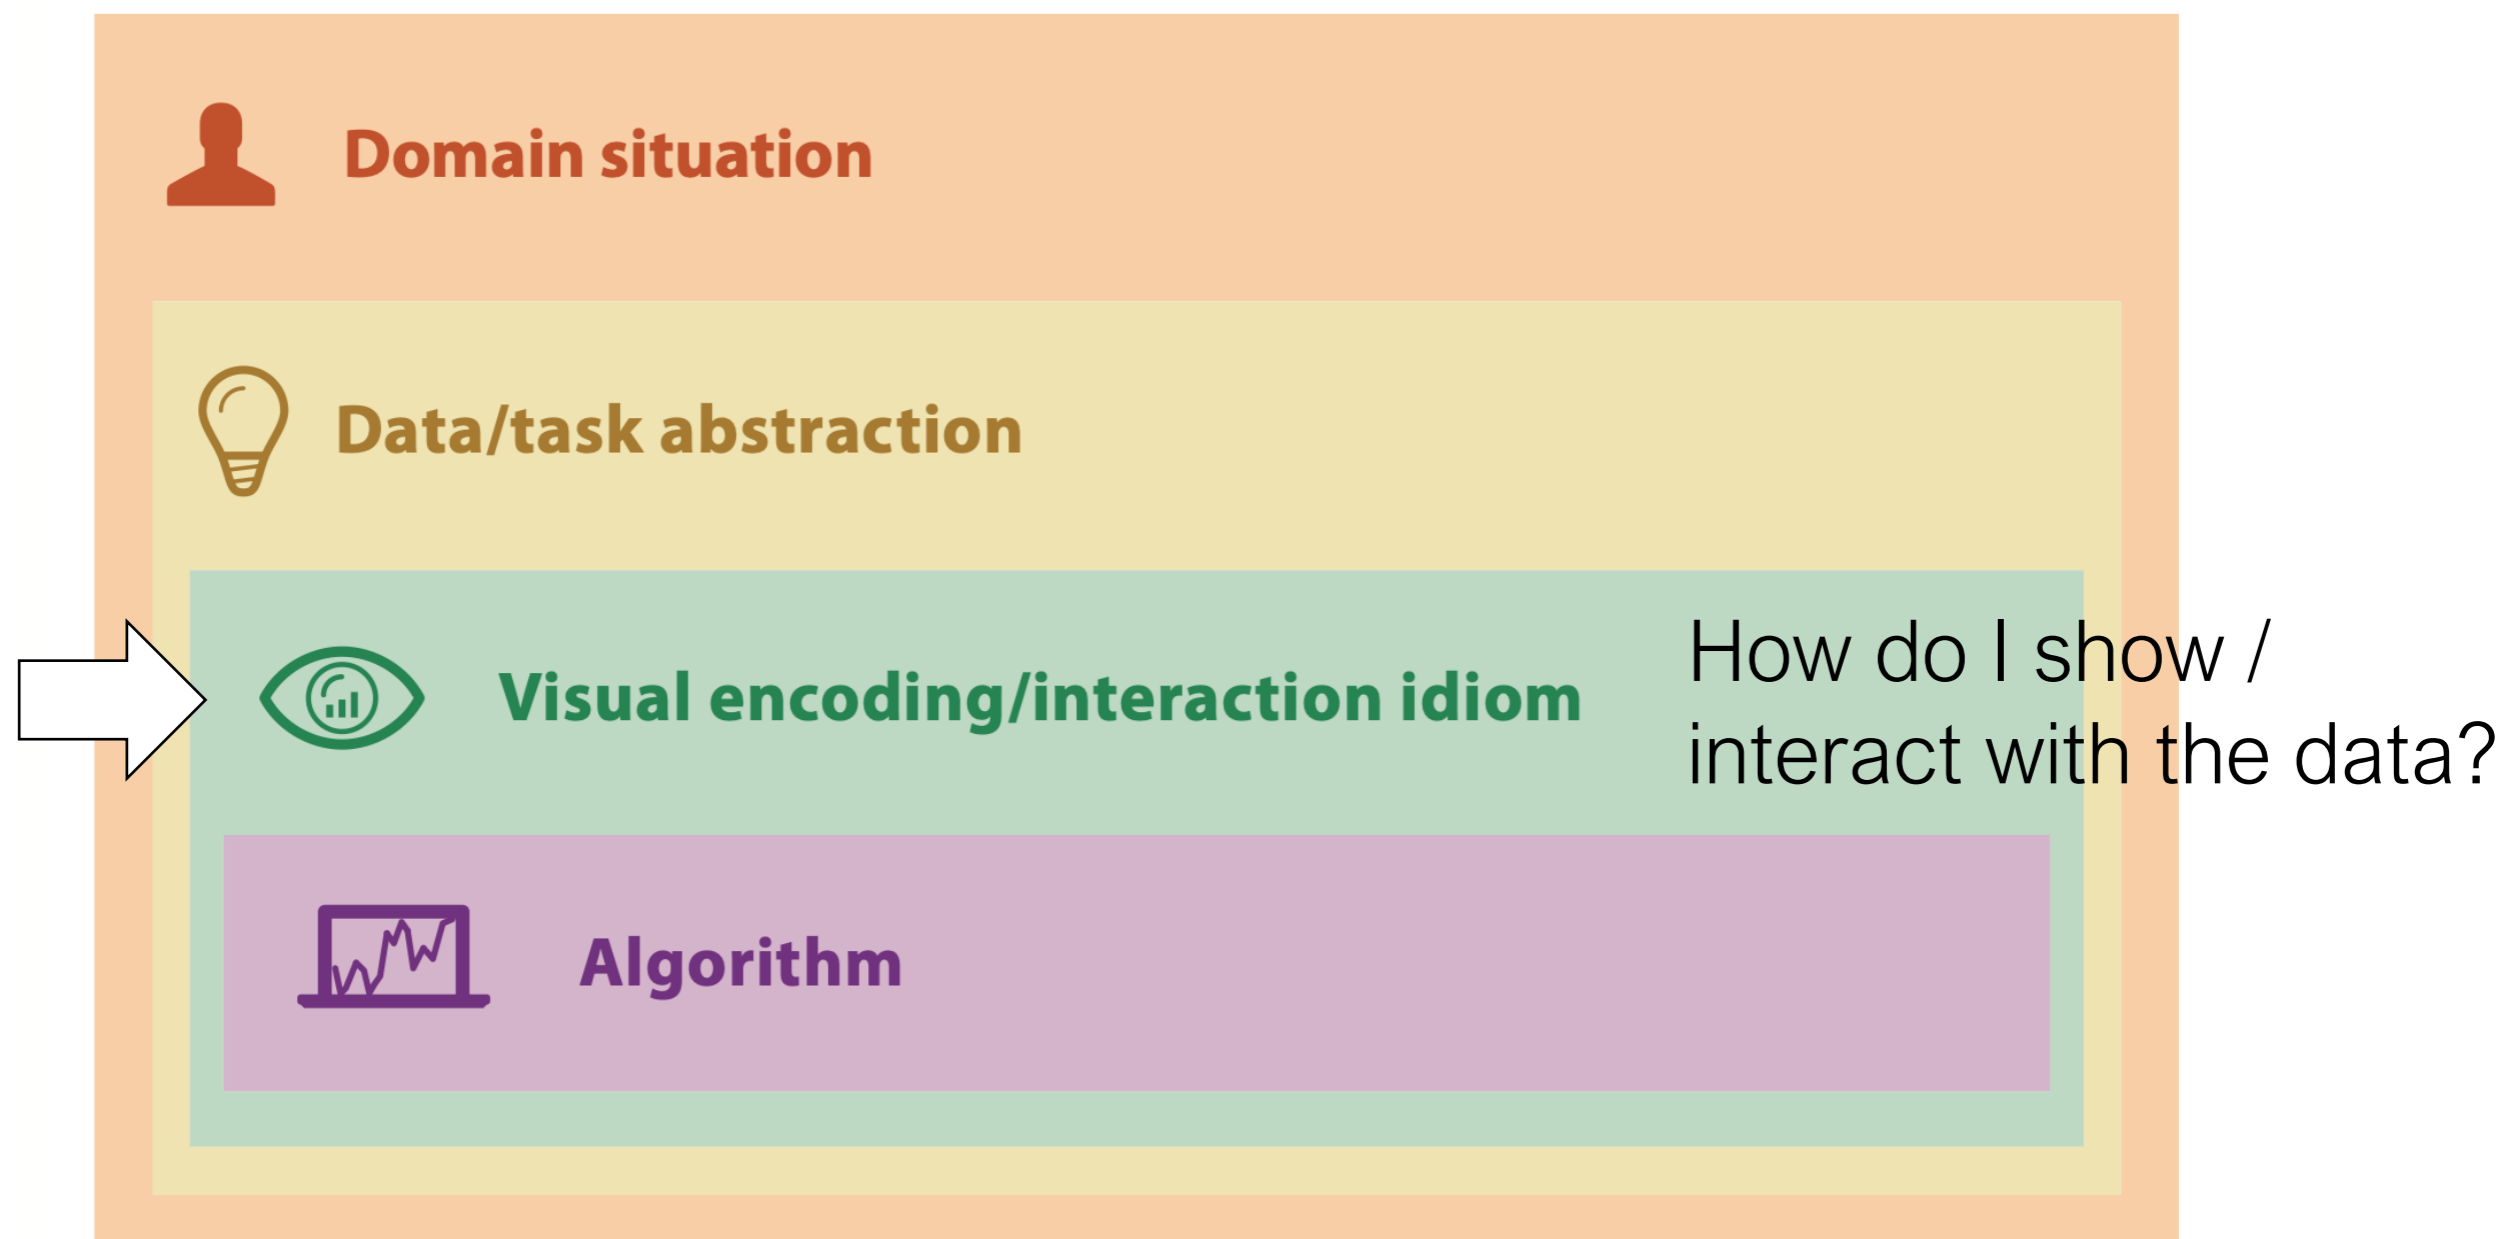 Domain situation
Data/task abstraction
Visual encoding/interaction idiom
How do I show /
interact with the data?
Algorithm